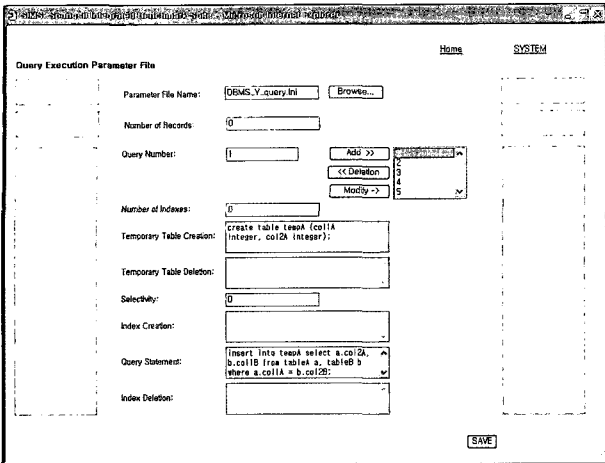 Home SYSTEM
Query Execution Parameter File
Parameter File Name: DBMS_Y_query.ini Browse...
Number of Records: 0
Query Number: 1 Add >>
<< Deletion
Modify ->
2
3
4
5
Number of Indexes: 0
Temporary Table Creation: create table tempA (col1A
integer, col2A integer);
Temporary Table Deletion:
Selectivity: 0
Index Creation:
Query Statement: insert into tempA select a.col2A,
b.col1B from tableA a, tableB b
where a.col1A = b.col2B;
Index Deletion:
SAVE